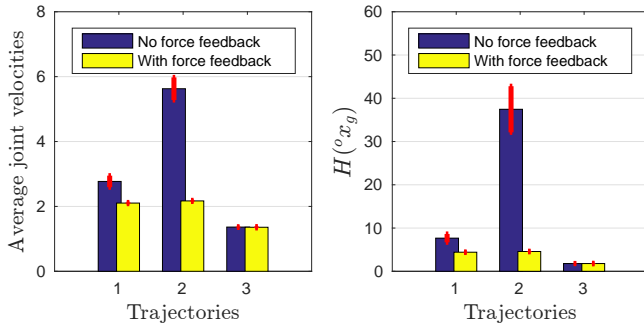 Average joint velocities
8
6
4
2
0
No force feedback
With force feedback
1 2 3
Trajectories
H(ᵒx_g)
60
50
40
30
20
10
0
No force feedback
With force feedback
1 2 3
Trajectories